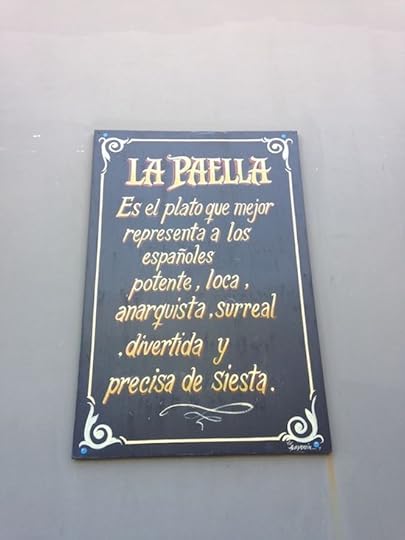 LA PAELLA
Es el plato que mejor
representa a los
españoles
potente, loca,
anarquista, surreal
, divertida y
precisa de siesta.